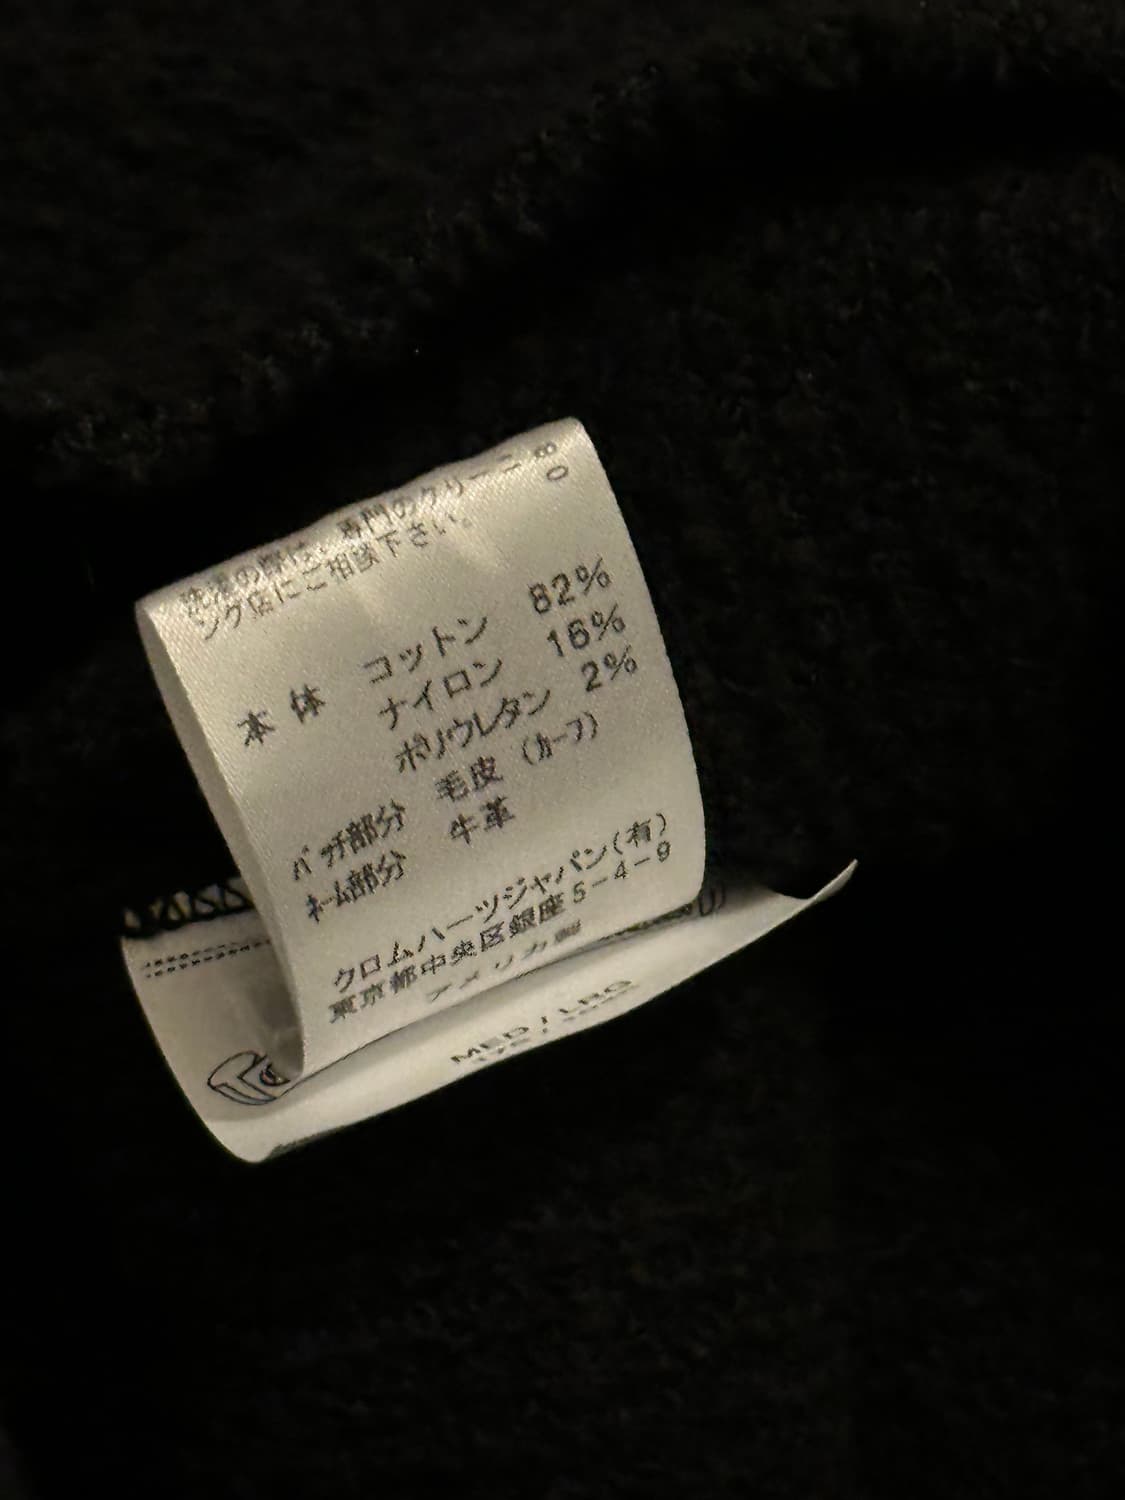 洗濯の際は、専門のクリーニ
ング店にご相談下さい。
80
本体 コットン 82%
ナイロン 16%
ポリウレタン 2%
パッチ部分 毛皮 (カーフ)
ネーム部分 牛革
クロムハーツジャパン(有)
東京都中央区銀座5-4-9
アメリカ製
MED / LRG